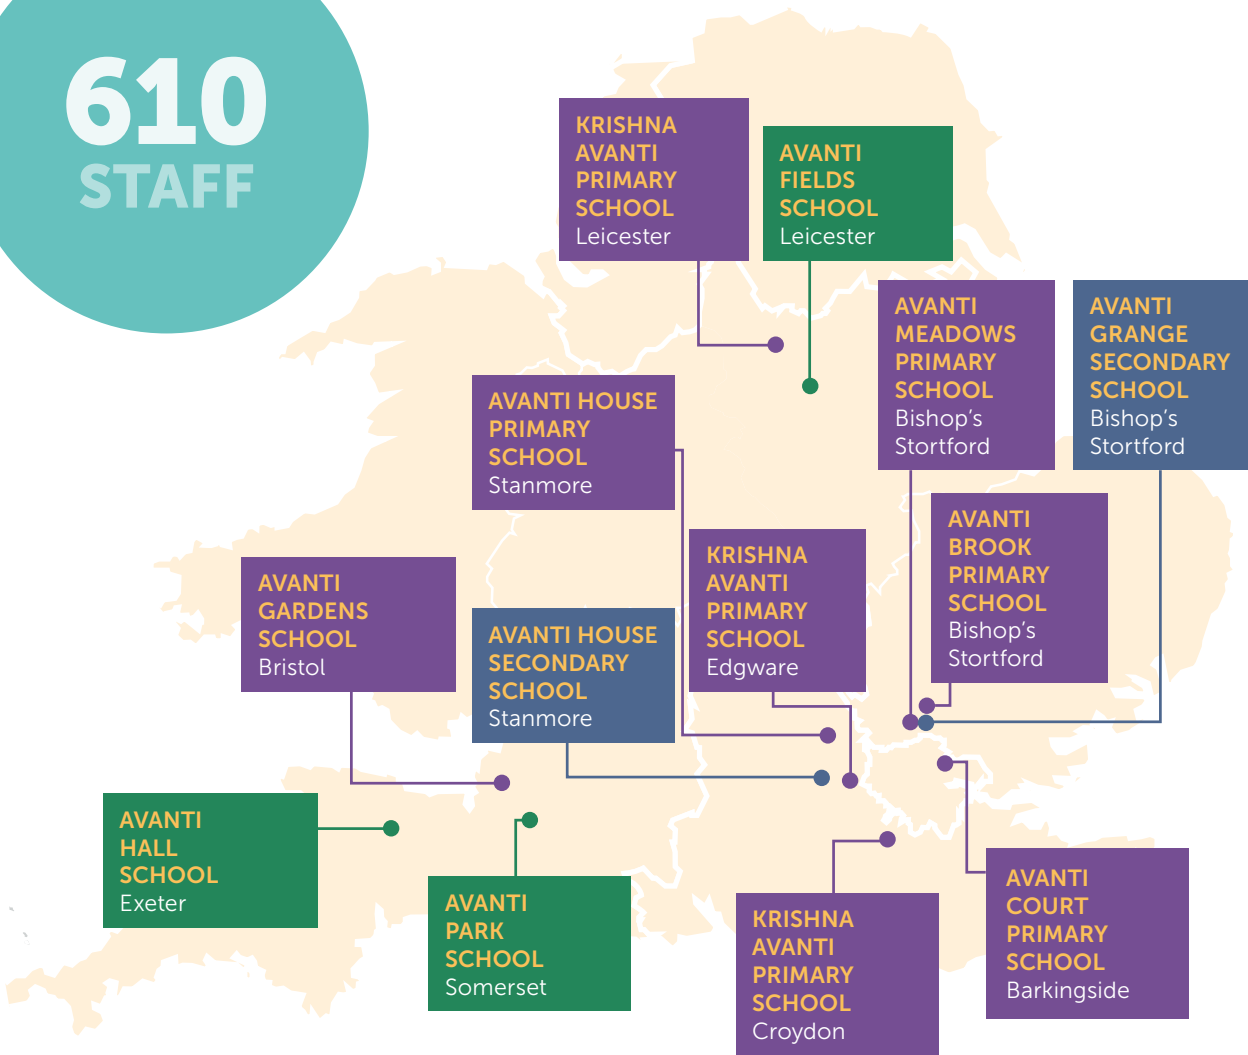 610
STAFF
KRISHNA
AVANTI
PRIMARY
SCHOOL
Leicester
AVANTI
FIELDS
SCHOOL
Leicester
AVANTI
MEADOWS
PRIMARY
SCHOOL
Bishop's
Stortford
AVANTI
GRANGE
SECONDARY
SCHOOL
Bishop's
Stortford
AVANTI HOUSE
PRIMARY
SCHOOL
Stanmore
AVANTI
BROOK
PRIMARY
SCHOOL
Bishop's
Stortford
KRISHNA
AVANTI
PRIMARY
SCHOOL
Edgware
AVANTI
GARDENS
SCHOOL
Bristol
AVANTI HOUSE
SECONDARY
SCHOOL
Stanmore
AVANTI
HALL
SCHOOL
Exeter
AVANTI
PARK
SCHOOL
Somerset
KRISHNA
AVANTI
PRIMARY
SCHOOL
Croydon
AVANTI
COURT
PRIMARY
SCHOOL
Barkingside